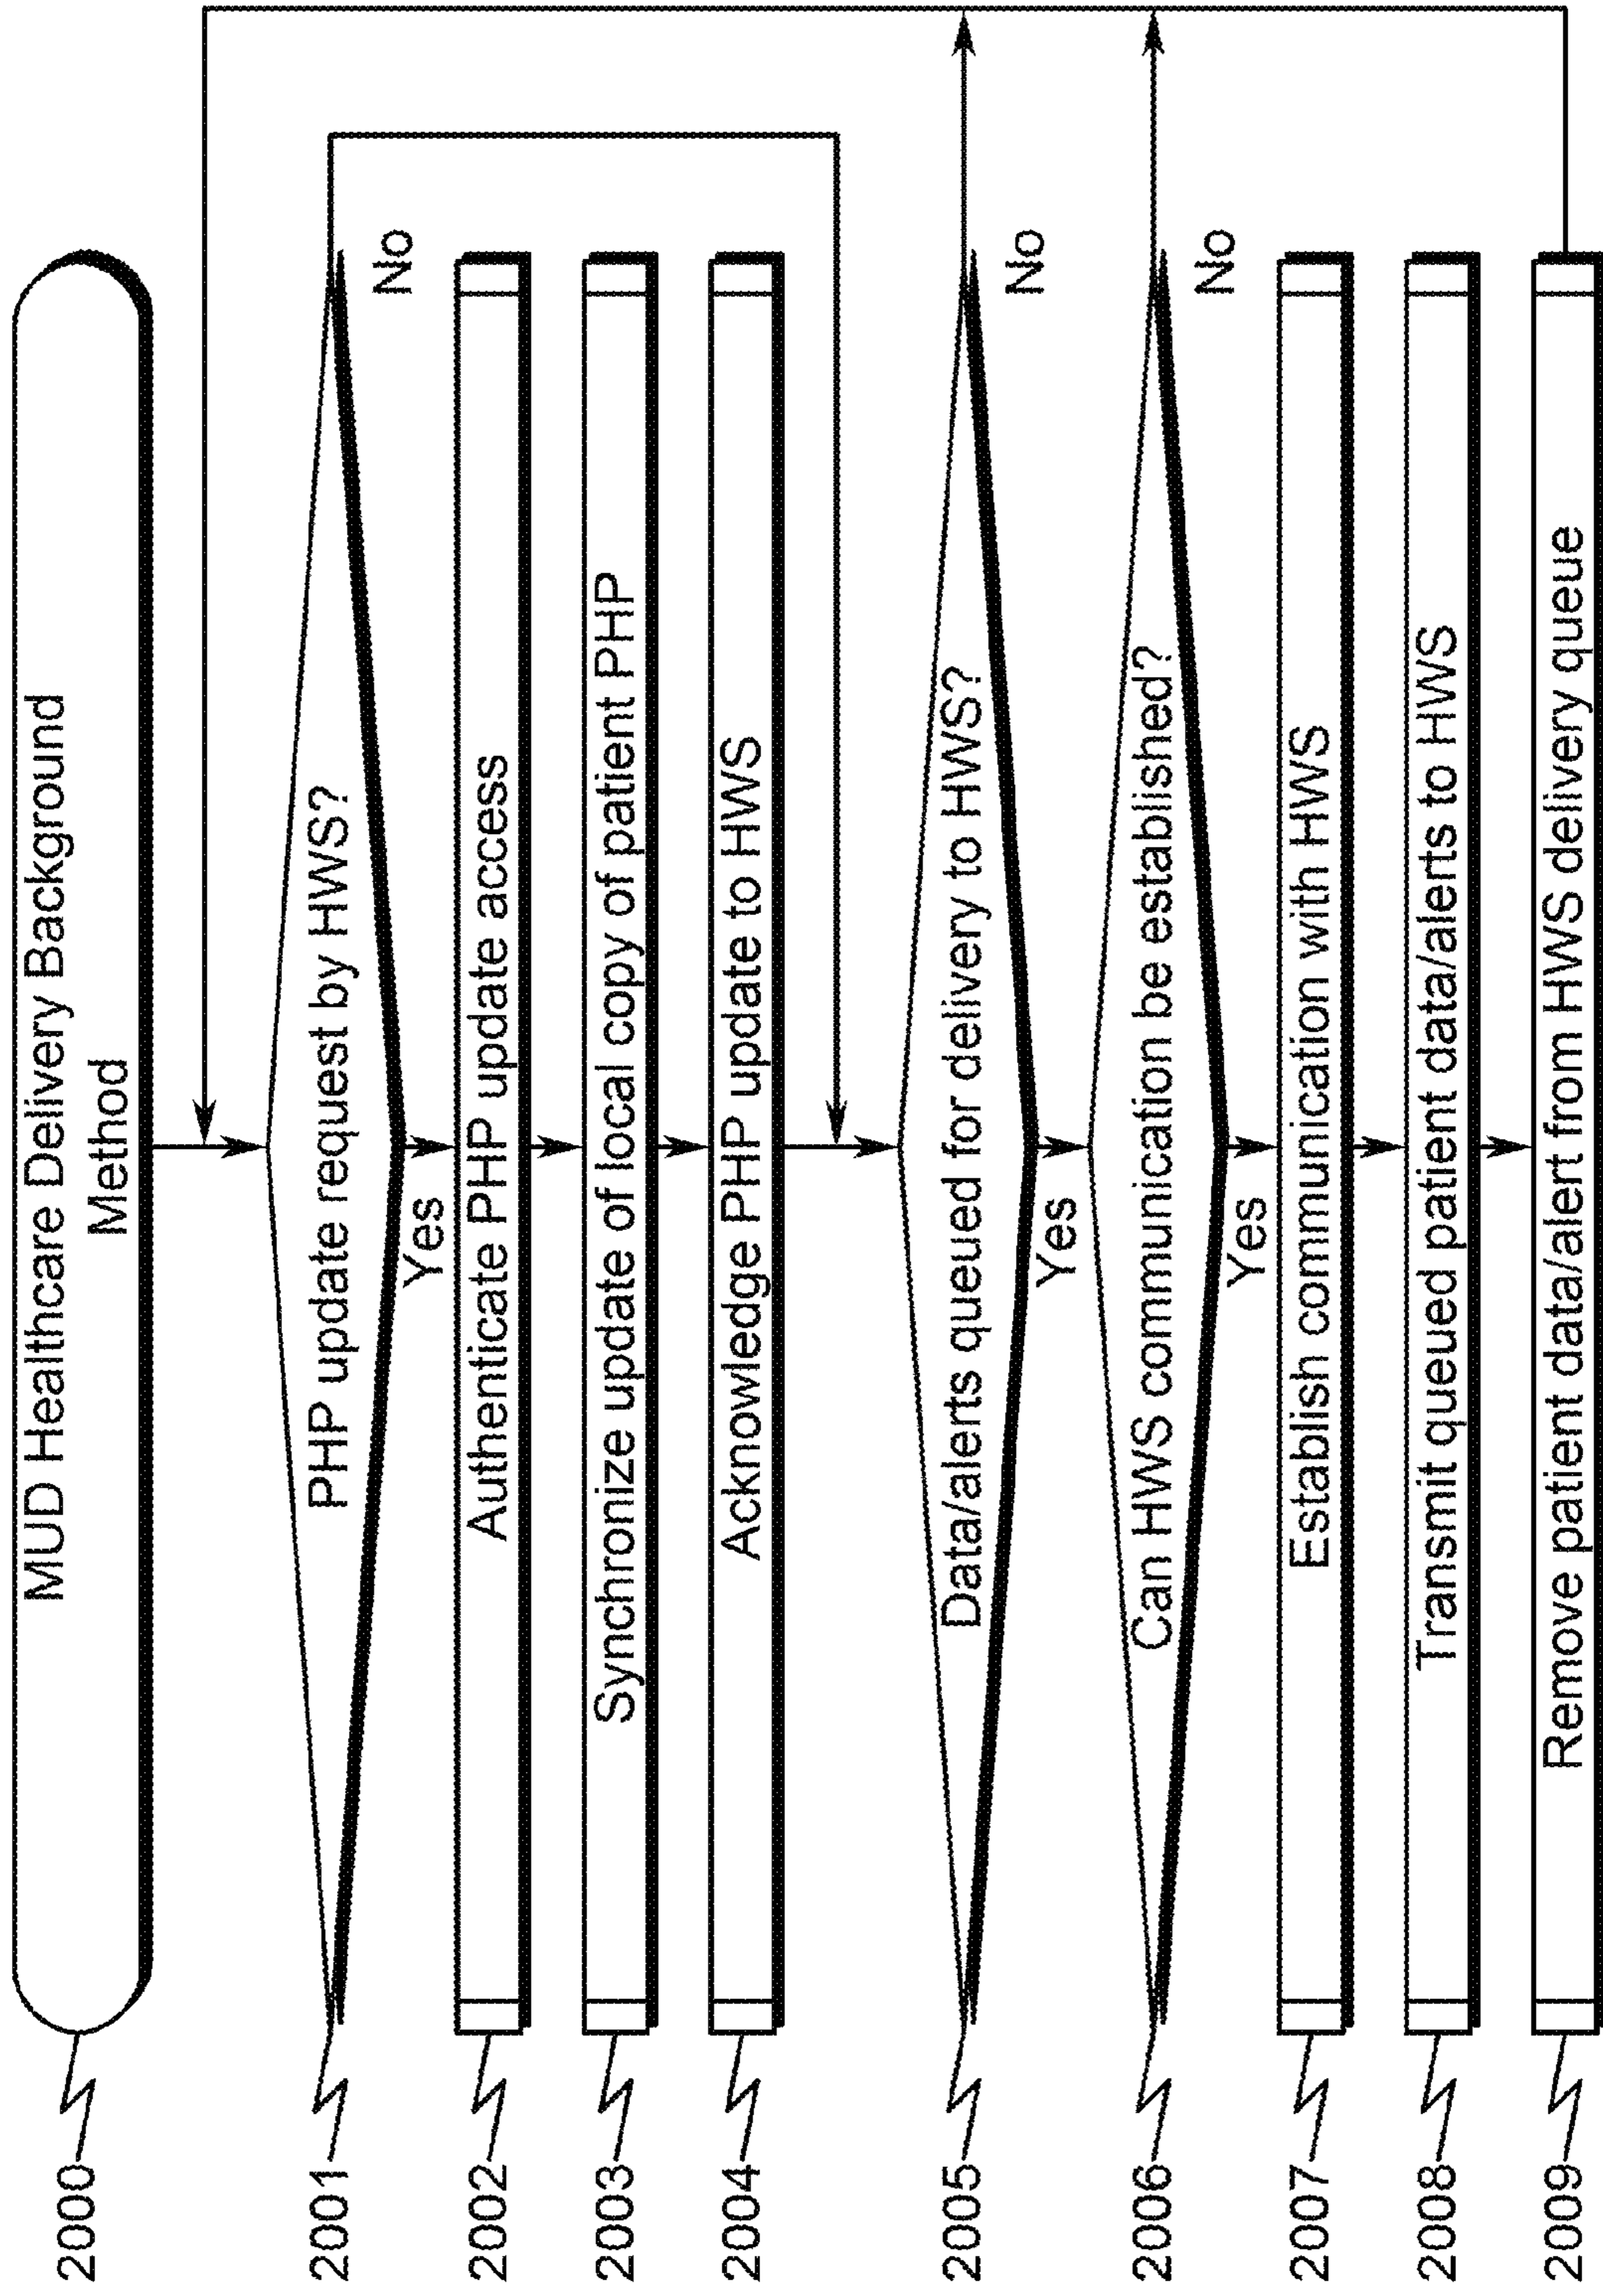 2000
MUD Healthcare Delivery Background
Method
2001
PHP update request by HWS?
No
Yes
2002
Authenticate PHP update access
2003
Synchronize update of local copy of patient PHP
2004
Acknowledge PHP update to HWS
2005
Data/alerts queued for delivery to HWS?
No
Yes
2006
Can HWS communication be established?
No
Yes
2007
Establish communication with HWS
2008
Transmit queued patient data/alerts to HWS
2009
Remove patient data/alert from HWS delivery queue